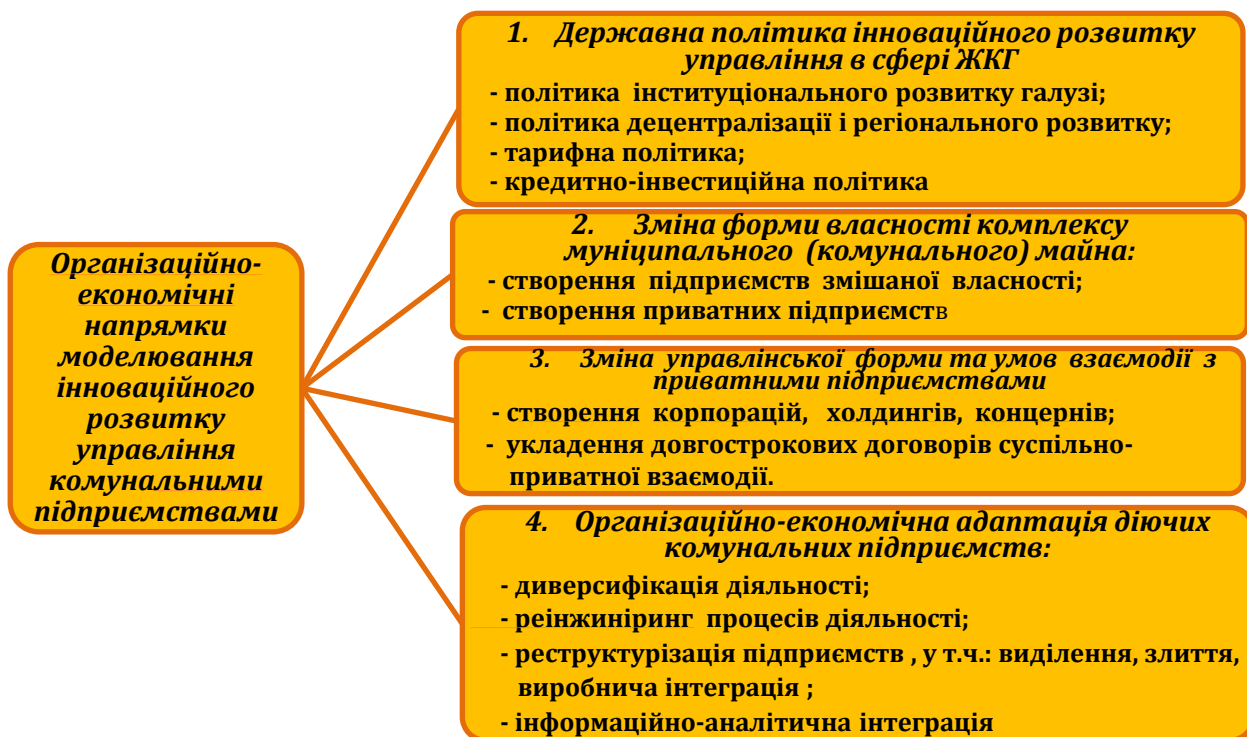 Організаційно-
економічні
напрямки
моделювання
інноваційного
розвитку
управління
комунальними
підприємствами
1. Державна політика інноваційного розвитку
управління в сфері ЖКГ
- політика інституціонального розвитку галузі;
- політика децентралізації і регіонального розвитку;
- тарифна політика;
- кредитно-інвестиційна політика
2. Зміна форми власності комплексу
муніципального (комунального) майна:
- створення підприємств змішаної власності;
- створення приватних підприємств
3. Зміна управлінської форми та умов взаємодії з
приватними підприємствами
- створення корпорацій, холдингів, концернів;
- укладення довгострокових договорів суспільно-
приватної взаємодії.
4. Організаційно-економічна адаптація діючих
комунальних підприємств:
- диверсифікація діяльності;
- реінжиніринг процесів діяльності;
- реструктурізація підприємств , у т.ч.: виділення, злиття,
виробнича інтеграція ;
- інформаційно-аналітична інтеграція